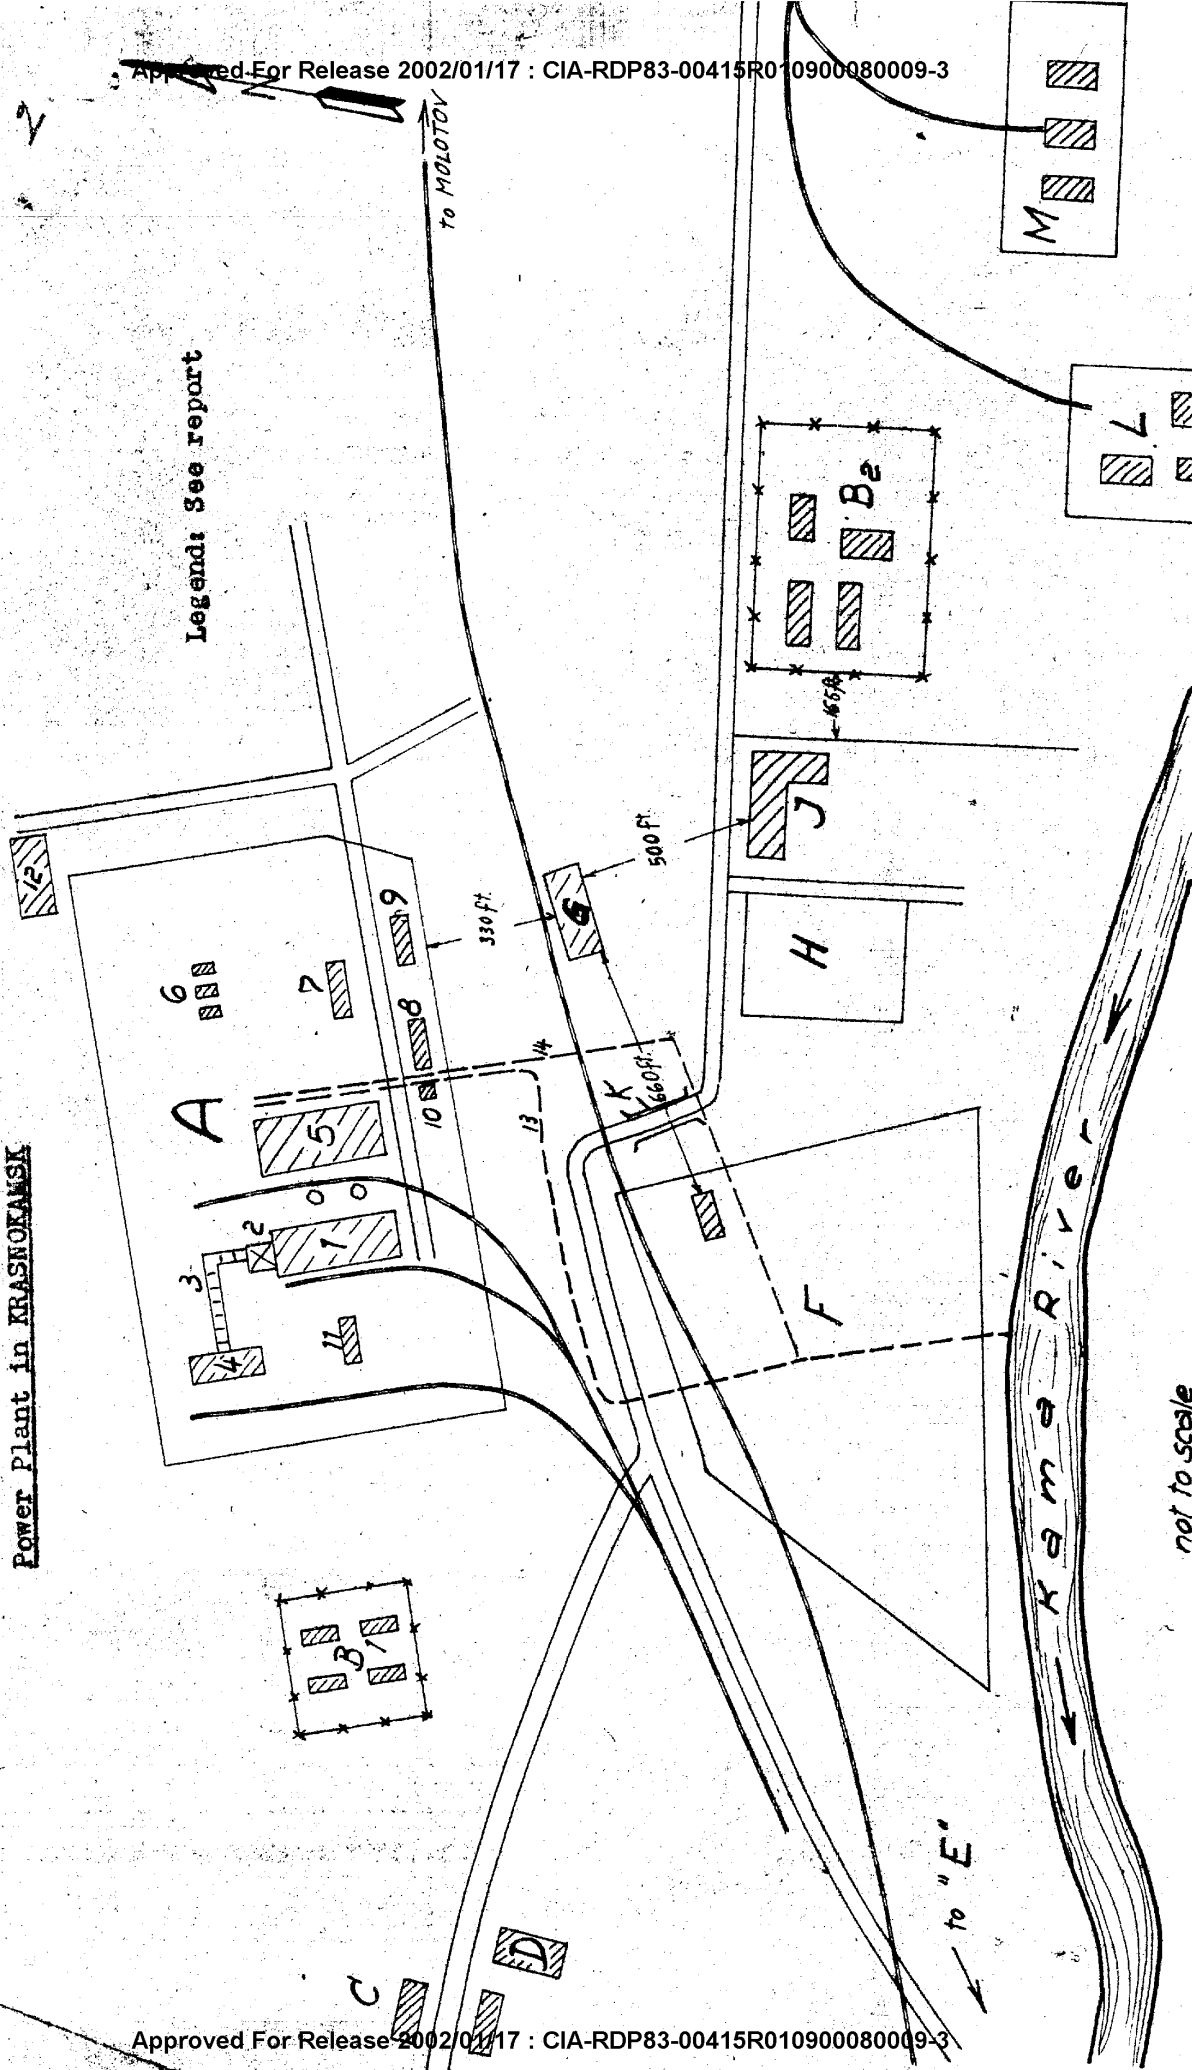 Approved For Release 2002/01/17 : CIA-RDP83-00415R010900080009-3
2
N
Power Plant in KRASNOKAMSK
Legend: See report
to MOLOTOV
A
1
2
3
4
5
6
7
8
9
10
11
12
13
14
B1
B2
C
D
F
G
H
J
K
L
M
330 ft.
500 ft.
660 ft.
165 ft.
Kama River
to "E"
not to scale
Approved For Release 2002/01/17 : CIA-RDP83-00415R010900080009-3